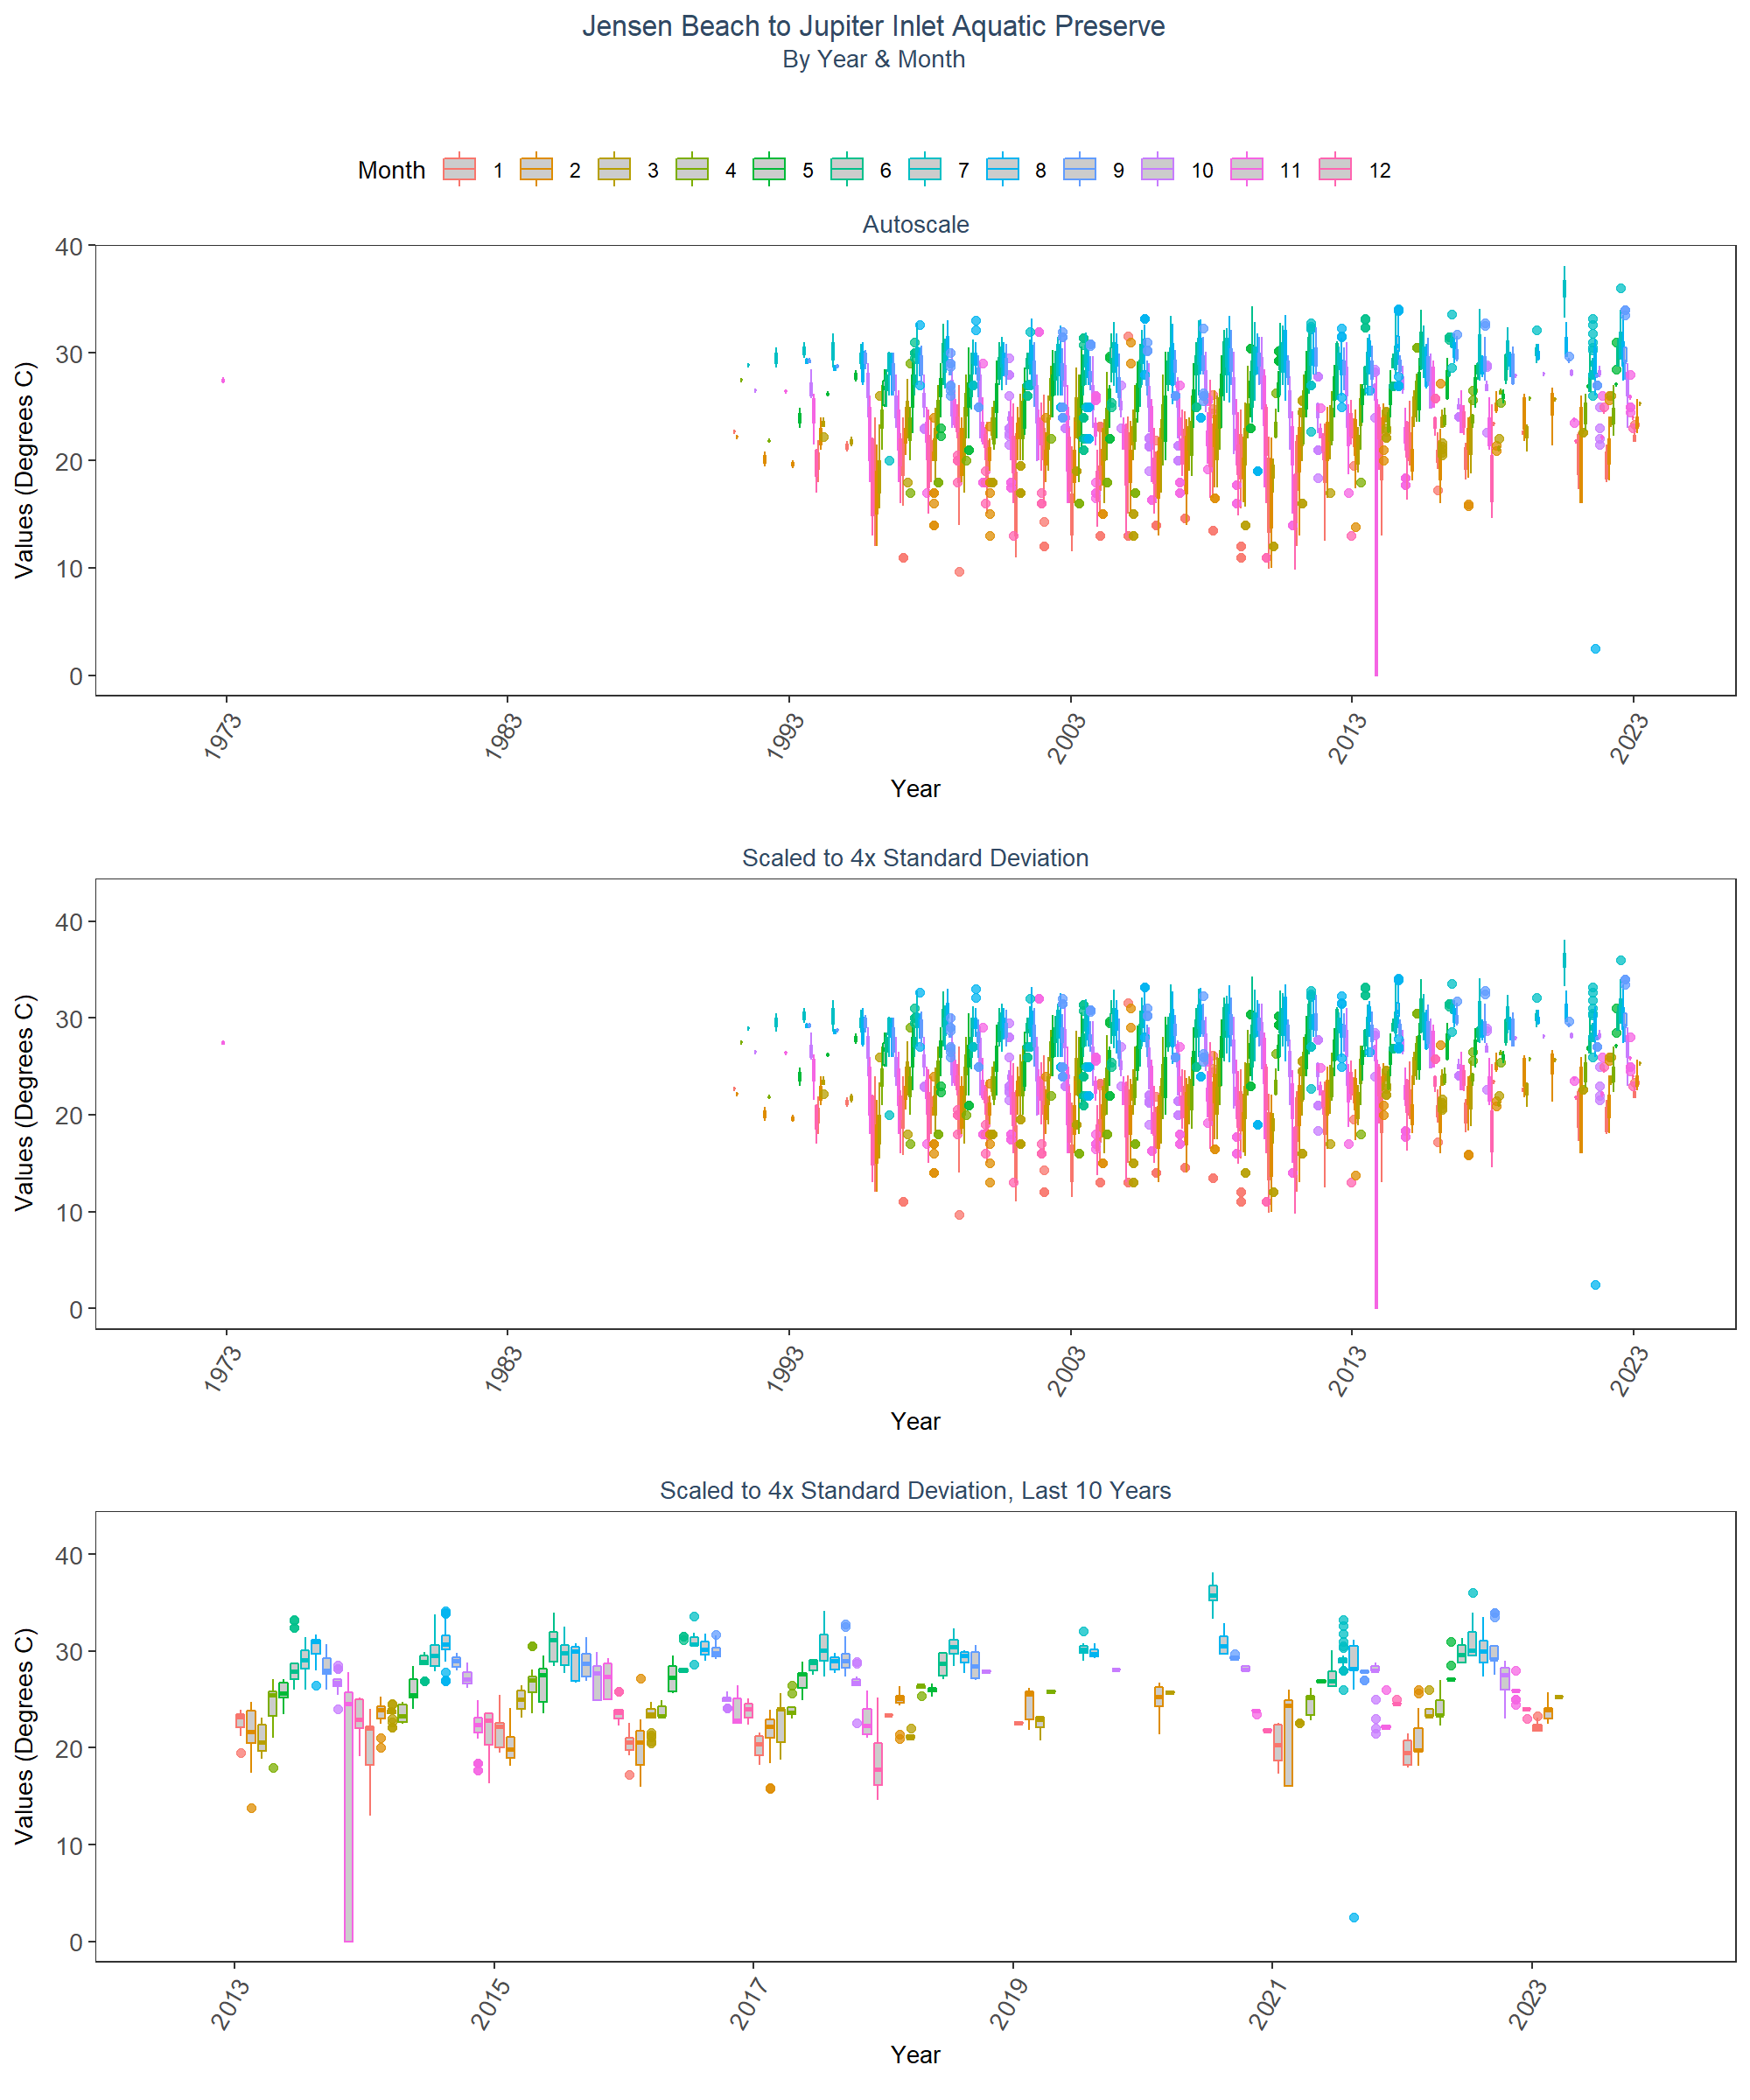 Jensen Beach to Jupiter Inlet Aquatic Preserve
By Year & Month
Month 1 2 3 4 5 6 7 8 9 10 11 12
Autoscale
Values (Degrees C)
40
30
20
10
0
1973 1983 1993 2003 2013 2023
Year
Scaled to 4x Standard Deviation
Values (Degrees C)
40
30
20
10
0
1973 1983 1993 2003 2013 2023
Year
Scaled to 4x Standard Deviation, Last 10 Years
Values (Degrees C)
40
30
20
10
0
2013 2015 2017 2019 2021 2023
Year